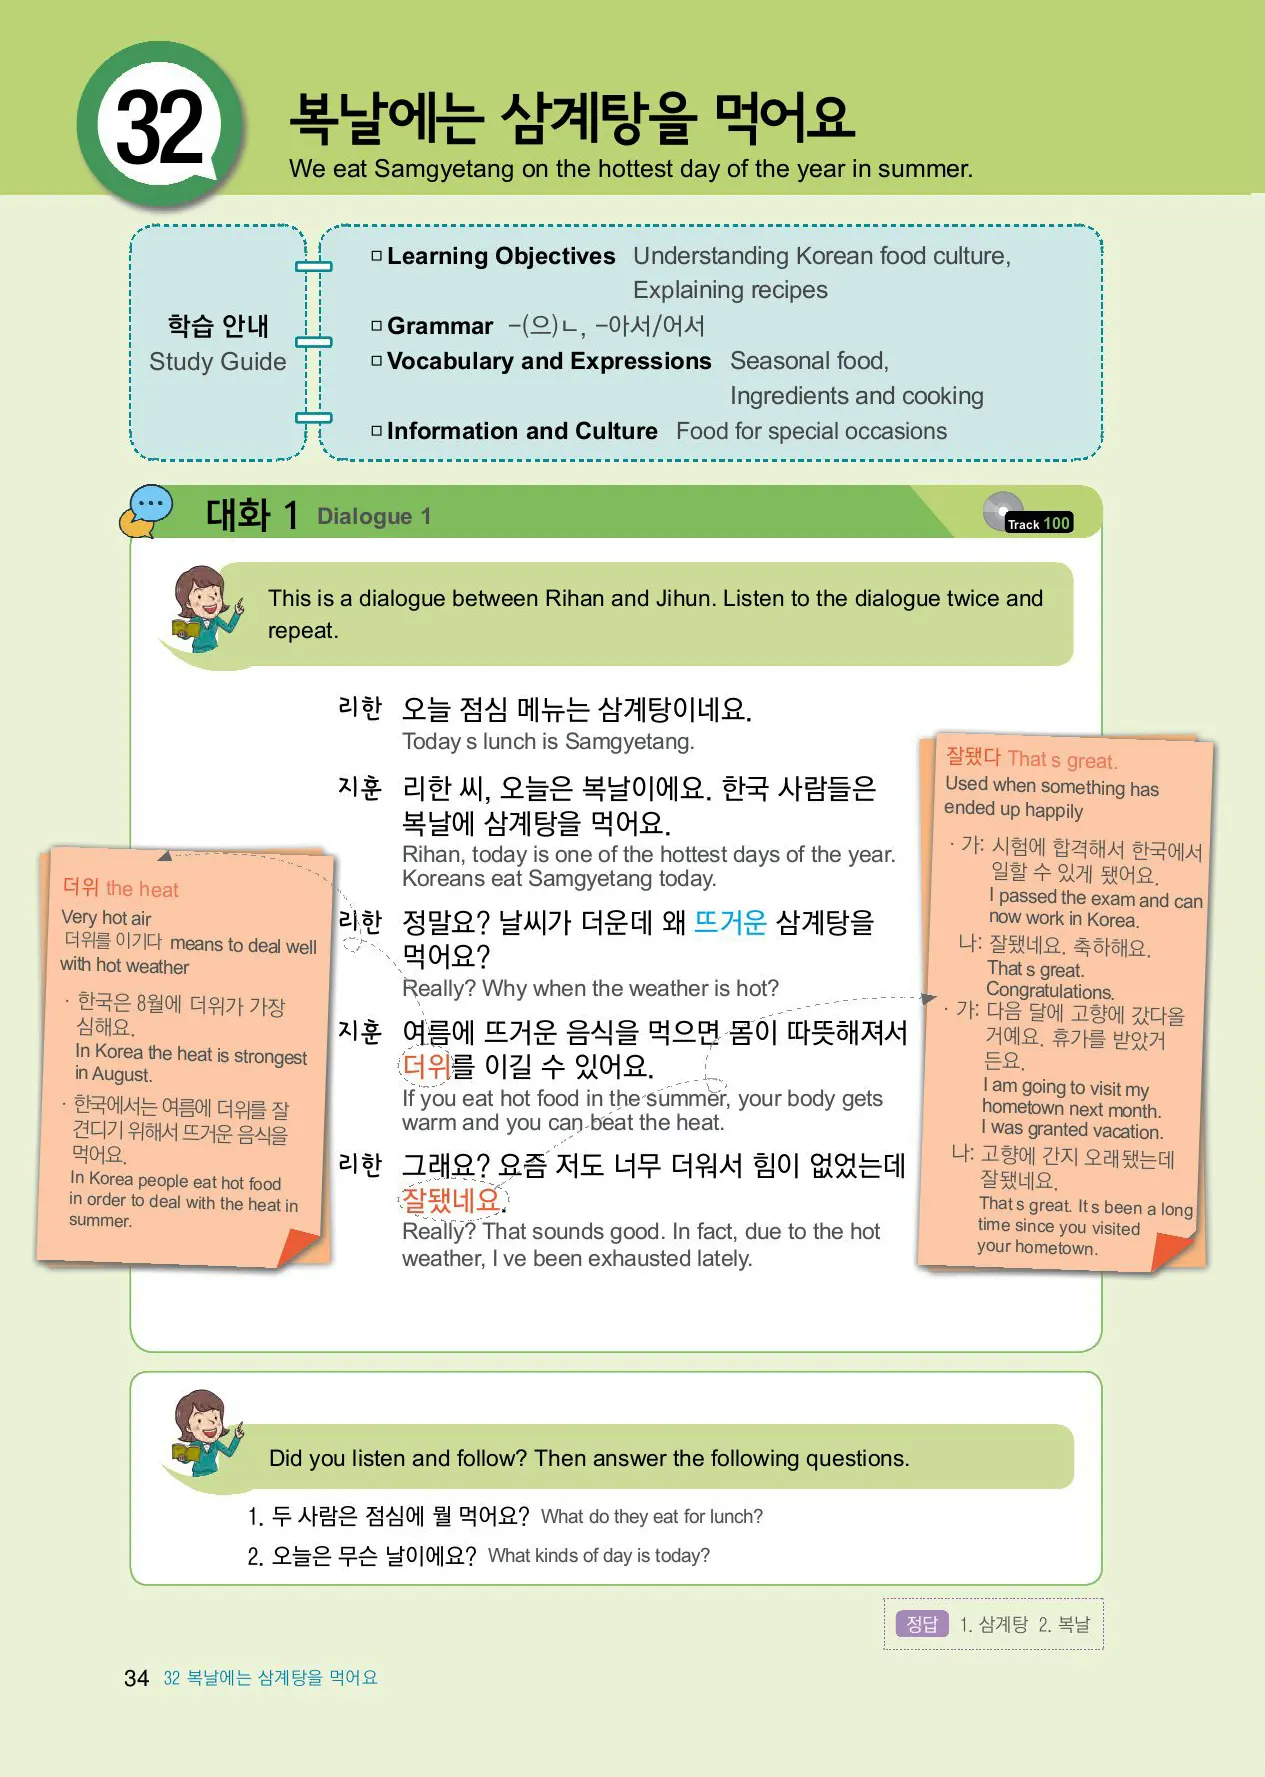 32
복날에는 삼계탕을 먹어요
We eat Samgyetang on the hottest day of the year in summer.
학습 안내
Study Guide
Learning Objectives Understanding Korean food culture,
Explaining recipes
Grammar -(으)ㄴ, -아서/어서
Vocabulary and Expressions Seasonal food,
Ingredients and cooking
Information and Culture Food for special occasions
대화 1 Dialogue 1
Track 100
This is a dialogue between Rihan and Jihun. Listen to the dialogue twice and
repeat.
리한 오늘 점심 메뉴는 삼계탕이네요.
Today s lunch is Samgyetang.
지훈 리한 씨, 오늘은 복날이에요. 한국 사람들은
복날에 삼계탕을 먹어요.
Rihan, today is one of the hottest days of the year.
Koreans eat Samgyetang today.
리한 정말요? 날씨가 더운데 왜 뜨거운 삼계탕을
먹어요?
Really? Why when the weather is hot?
지훈 여름에 뜨거운 음식을 먹으면 몸이 따뜻해져서
더위를 이길 수 있어요.
If you eat hot food in the summer, your body gets
warm and you can beat the heat.
리한 그래요? 요즘 저도 너무 더워서 힘이 없었는데
잘됐네요.
Really? That sounds good. In fact, due to the hot
weather, I ve been exhausted lately.
더위 the heat
Very hot air
더위를 이기다 means to deal well
with hot weather
· 한국은 8월에 더위가 가장
심해요.
In Korea the heat is strongest
in August.
· 한국에서는 여름에 더위를 잘
견디기 위해서 뜨거운 음식을
먹어요.
In Korea people eat hot food
in order to deal with the heat in
summer.
잘됐다 That s great.
Used when something has
ended up happily
· 가: 시험에 합격해서 한국에서
일할 수 있게 됐어요.
I passed the exam and can
now work in Korea.
나: 잘됐네요. 축하해요.
That s great.
Congratulations.
· 가: 다음 달에 고향에 갔다올
거예요. 휴가를 받았거
든요.
I am going to visit my
hometown next month.
I was granted vacation.
나: 고향에 간지 오래됐는데
잘됐네요.
That s great. It s been a long
time since you visited
your hometown.
Did you listen and follow? Then answer the following questions.
1. 두 사람은 점심에 뭘 먹어요? What do they eat for lunch?
2. 오늘은 무슨 날이에요? What kinds of day is today?
정답 1. 삼계탕 2. 복날
34 32 복날에는 삼계탕을 먹어요